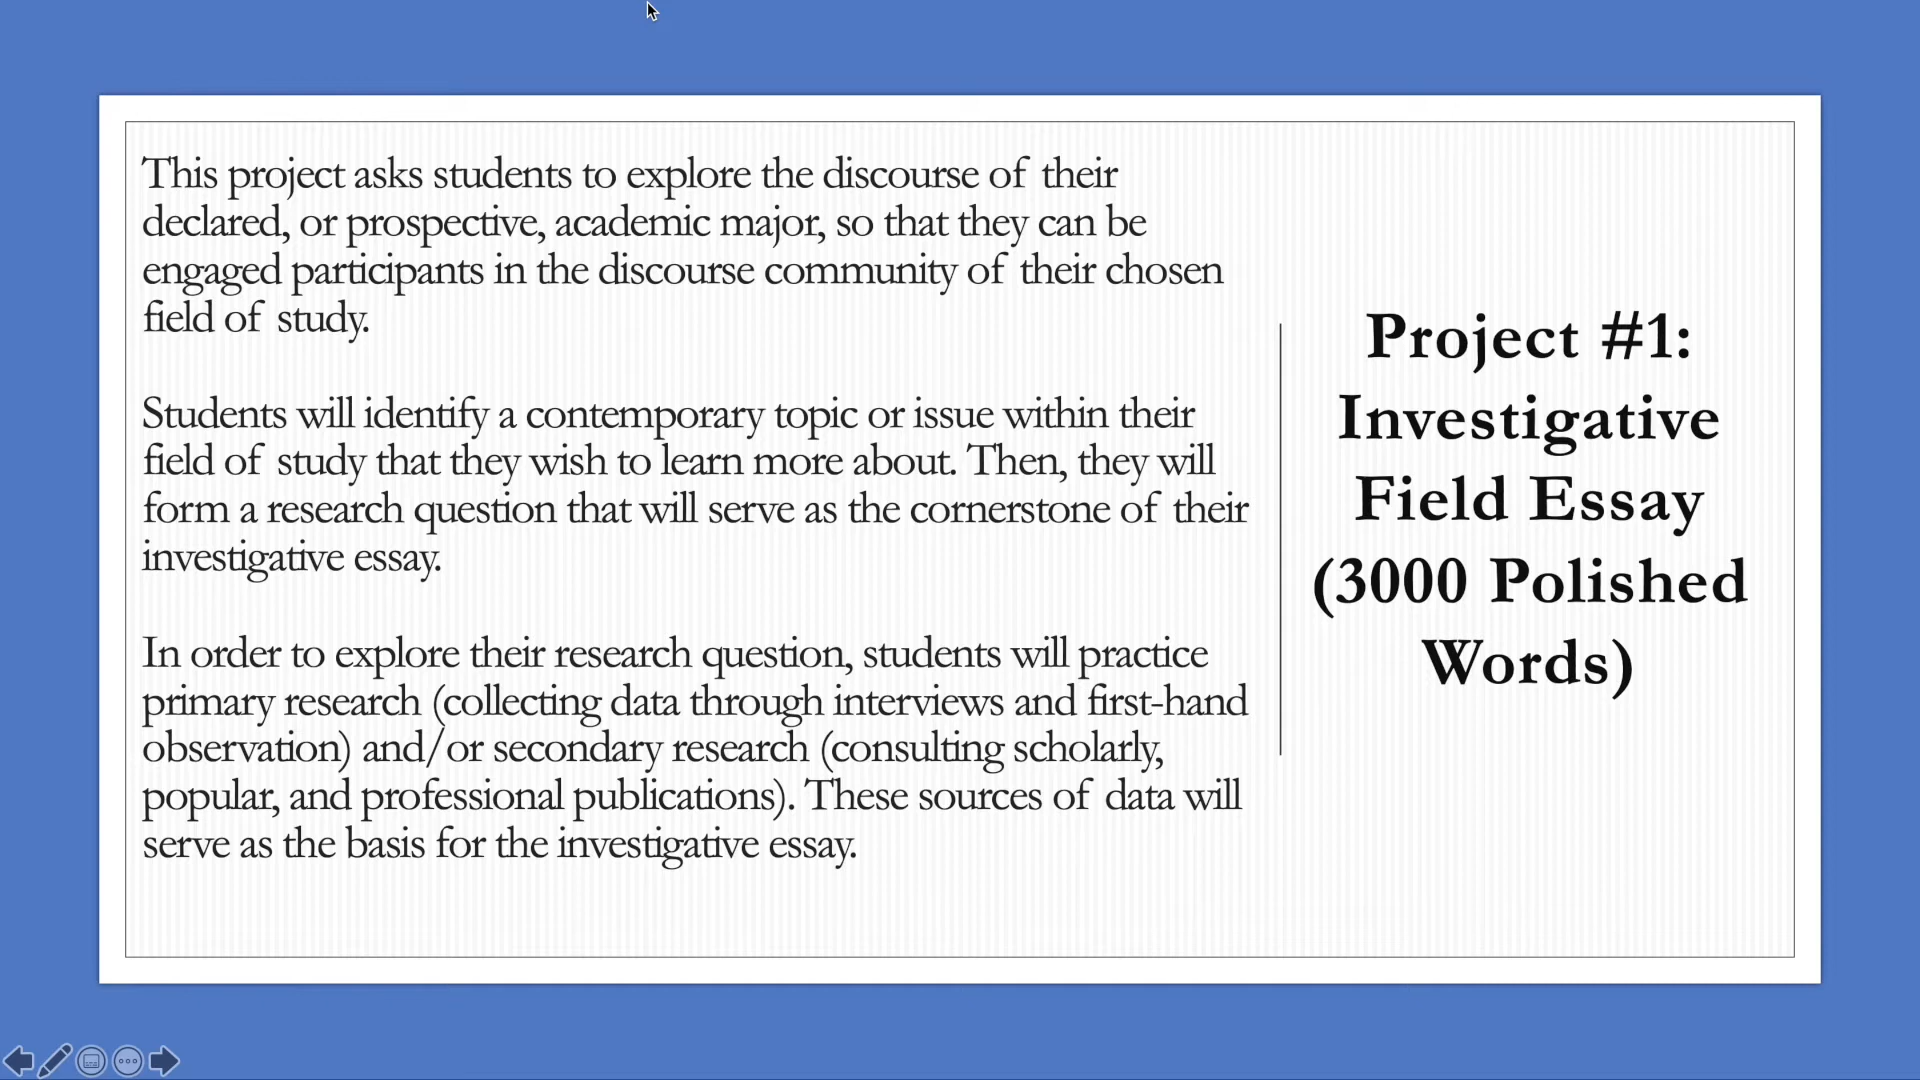 This project asks students to explore the discourse of their
declared, or prospective, academic major, so that they can be
engaged participants in the discourse community of their chosen
field of study.
Students will identify a contemporary topic or issue within their
field of study that they wish to learn more about. Then, they will
form a research question that will serve as the cornerstone of their
investigative essay.
In order to explore their research question, students will practice
primary research (collecting data through interviews and first-hand
observation) and/or secondary research (consulting scholarly,
popular, and professional publications). These sources of data will
serve as the basis for the investigative essay.
Project #1:
Investigative
Field Essay
(3000 Polished
Words)